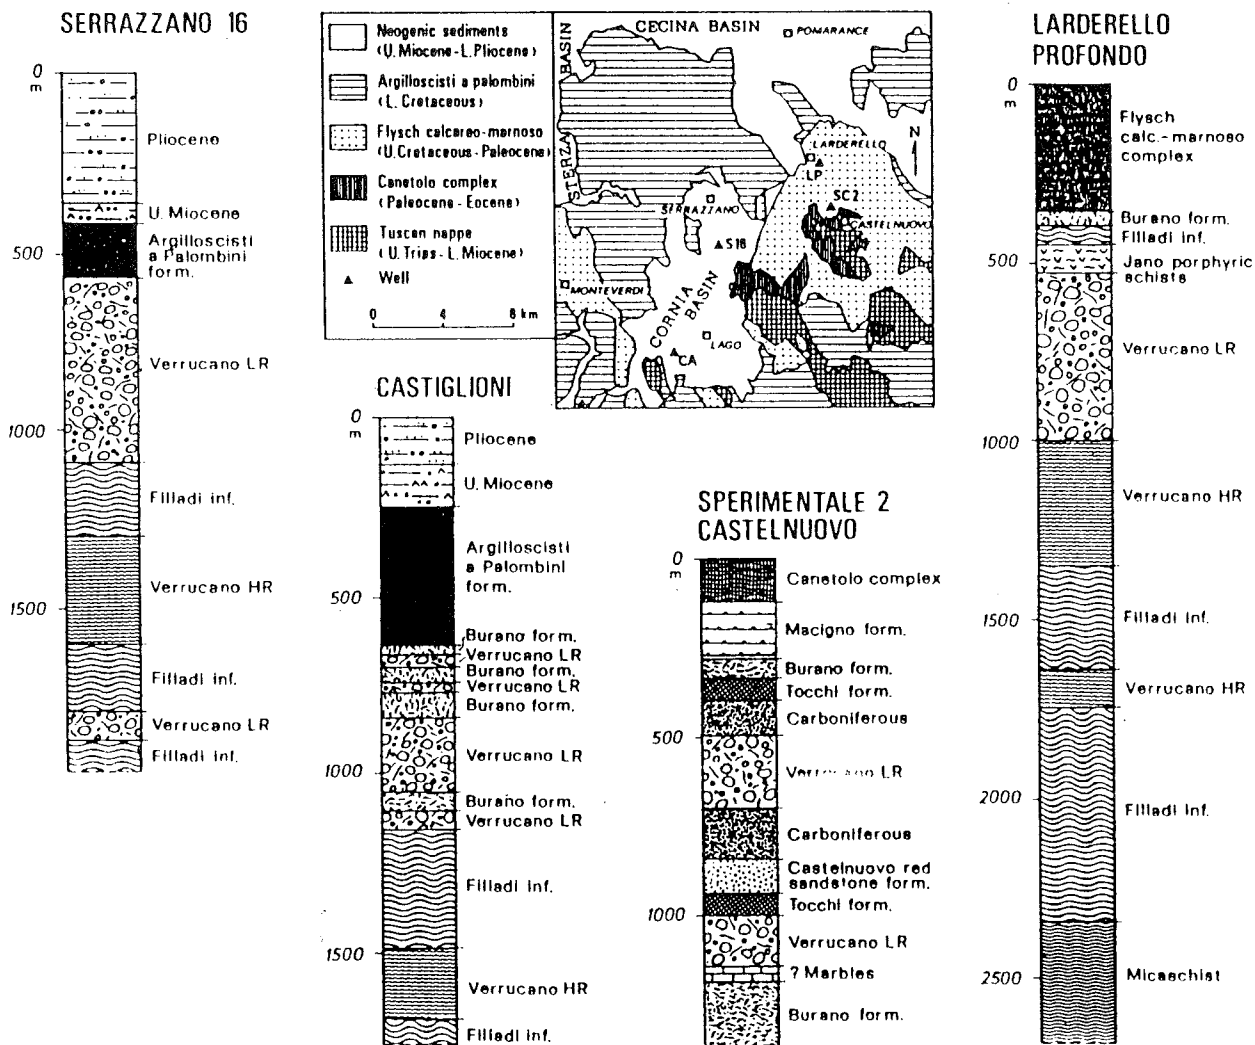 SERRAZZANO 16
0
m
500
1000
1500
Pliocene
U. Miocene
Argilloscisti
a Palombini
form.
Verrucano LR
Filladi inf.
Verrucano HR
Filladi inf.
Verrucano LR
Filladi inf.
Neogenic sediments
(U. Miocene-L. Pliocene)
Argilloscisti a palombini
(L. Cretaceous)
Flysch calcareo-marnoso
(U. Cretaceous-Paleocene)
Canetolo complex
(Paleocene-Eocene)
Tuscan nappe
(U. Trias-L. Miocene)
Well
0 4 8 km
CECINA BASIN
POMARANCE
STERZA BASIN
N
LARDERELLO
LP
SC2
CASTELNUOVO
SERRAZZANO
S16
MONTEVERDI
CORNIA BASIN
LAGO
CA
CASTIGLIONI
0
m
500
1000
1500
Pliocene
U. Miocene
Argilloscisti
a Palombini
form.
Burano form.
Verrucano LR
Burano form.
Verrucano LR
Burano form.
Verrucano LR
Burano form.
Verrucano LR
Filladi inf.
Verrucano HR
Filladi inf.
SPERIMENTALE 2
CASTELNUOVO
0
m
500
1000
Canetolo complex
Macigno form.
Burano form.
Tocchi form.
Carboniferous
Verrucano LR
Carboniferous
Castelnuovo red
sandstone form.
Tocchi form.
Verrucano LR
? Marbles
Burano form.
LARDERELLO
PROFONDO
0
m
500
1000
1500
2000
2500
Flysch
calc.-marnoso
complex
Burano form.
Filladi inf.
Jano porphyric
schists
Verrucano LR
Verrucano HR
Filladi inf.
Verrucano HR
Filladi inf.
Micaschist